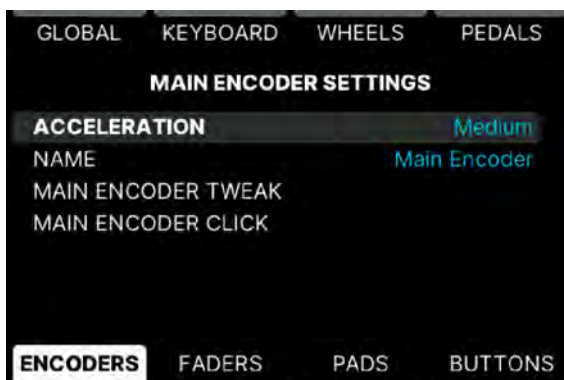 GLOBAL KEYBOARD WHEELS PEDALS
MAIN ENCODER SETTINGS
ACCELERATION Medium
NAME Main Encoder
MAIN ENCODER TWEAK
MAIN ENCODER CLICK
ENCODERS FADERS PADS BUTTONS